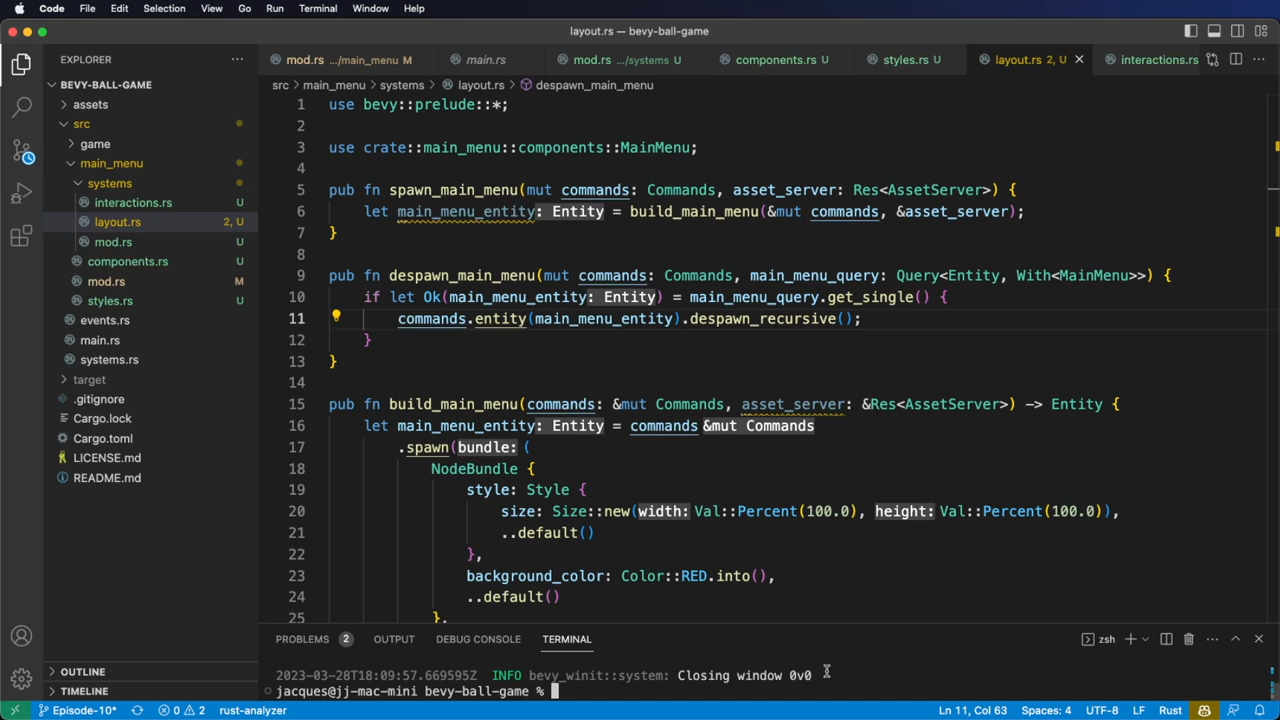 Code File Edit Selection View Go Run Terminal Window Help
layout.rs — bevy-ball-game
EXPLORER
BEVY-BALL-GAME
assets
src
game
main_menu
systems
interactions.rs U
layout.rs 2, U
mod.rs U
components.rs U
mod.rs M
styles.rs U
events.rs
main.rs
systems.rs
target
.gitignore
Cargo.lock
Cargo.toml
LICENSE.md
README.md
OUTLINE
TIMELINE
mod.rs .../main_menu M main.rs mod.rs .../systems U components.rs U styles.rs U layout.rs 2, U interactions.rs
src > main_menu > systems > layout.rs > despawn_main_menu
1 use bevy::prelude::*;
2
3 use crate::main_menu::components::MainMenu;
4
5 pub fn spawn_main_menu(mut commands: Commands, asset_server: Res<AssetServer>) {
6 let main_menu_entity: Entity = build_main_menu(&mut commands, &asset_server);
7 }
8
9 pub fn despawn_main_menu(mut commands: Commands, main_menu_query: Query<Entity, With<MainMenu>>) {
10 if let Ok(main_menu_entity: Entity) = main_menu_query.get_single() {
11 commands.entity(main_menu_entity).despawn_recursive();
12 }
13 }
14
15 pub fn build_main_menu(commands: &mut Commands, asset_server: &Res<AssetServer>) -> Entity {
16 let main_menu_entity: Entity = commands &mut Commands
17 .spawn(bundle: (
18 NodeBundle {
19 style: Style {
20 size: Size::new(width: Val::Percent(100.0), height: Val::Percent(100.0)),
21 ..default()
22 },
23 background_color: Color::RED.into(),
24 ..default()
25 },
PROBLEMS 2 OUTPUT DEBUG CONSOLE TERMINAL zsh
2023-03-28T18:09:57.669595Z INFO bevy_winit::system: Closing window 0v0
jacques@jj-mac-mini bevy-ball-game %
Episode-10* 0 2 rust-analyzer Ln 11, Col 63 Spaces: 4 UTF-8 LF Rust